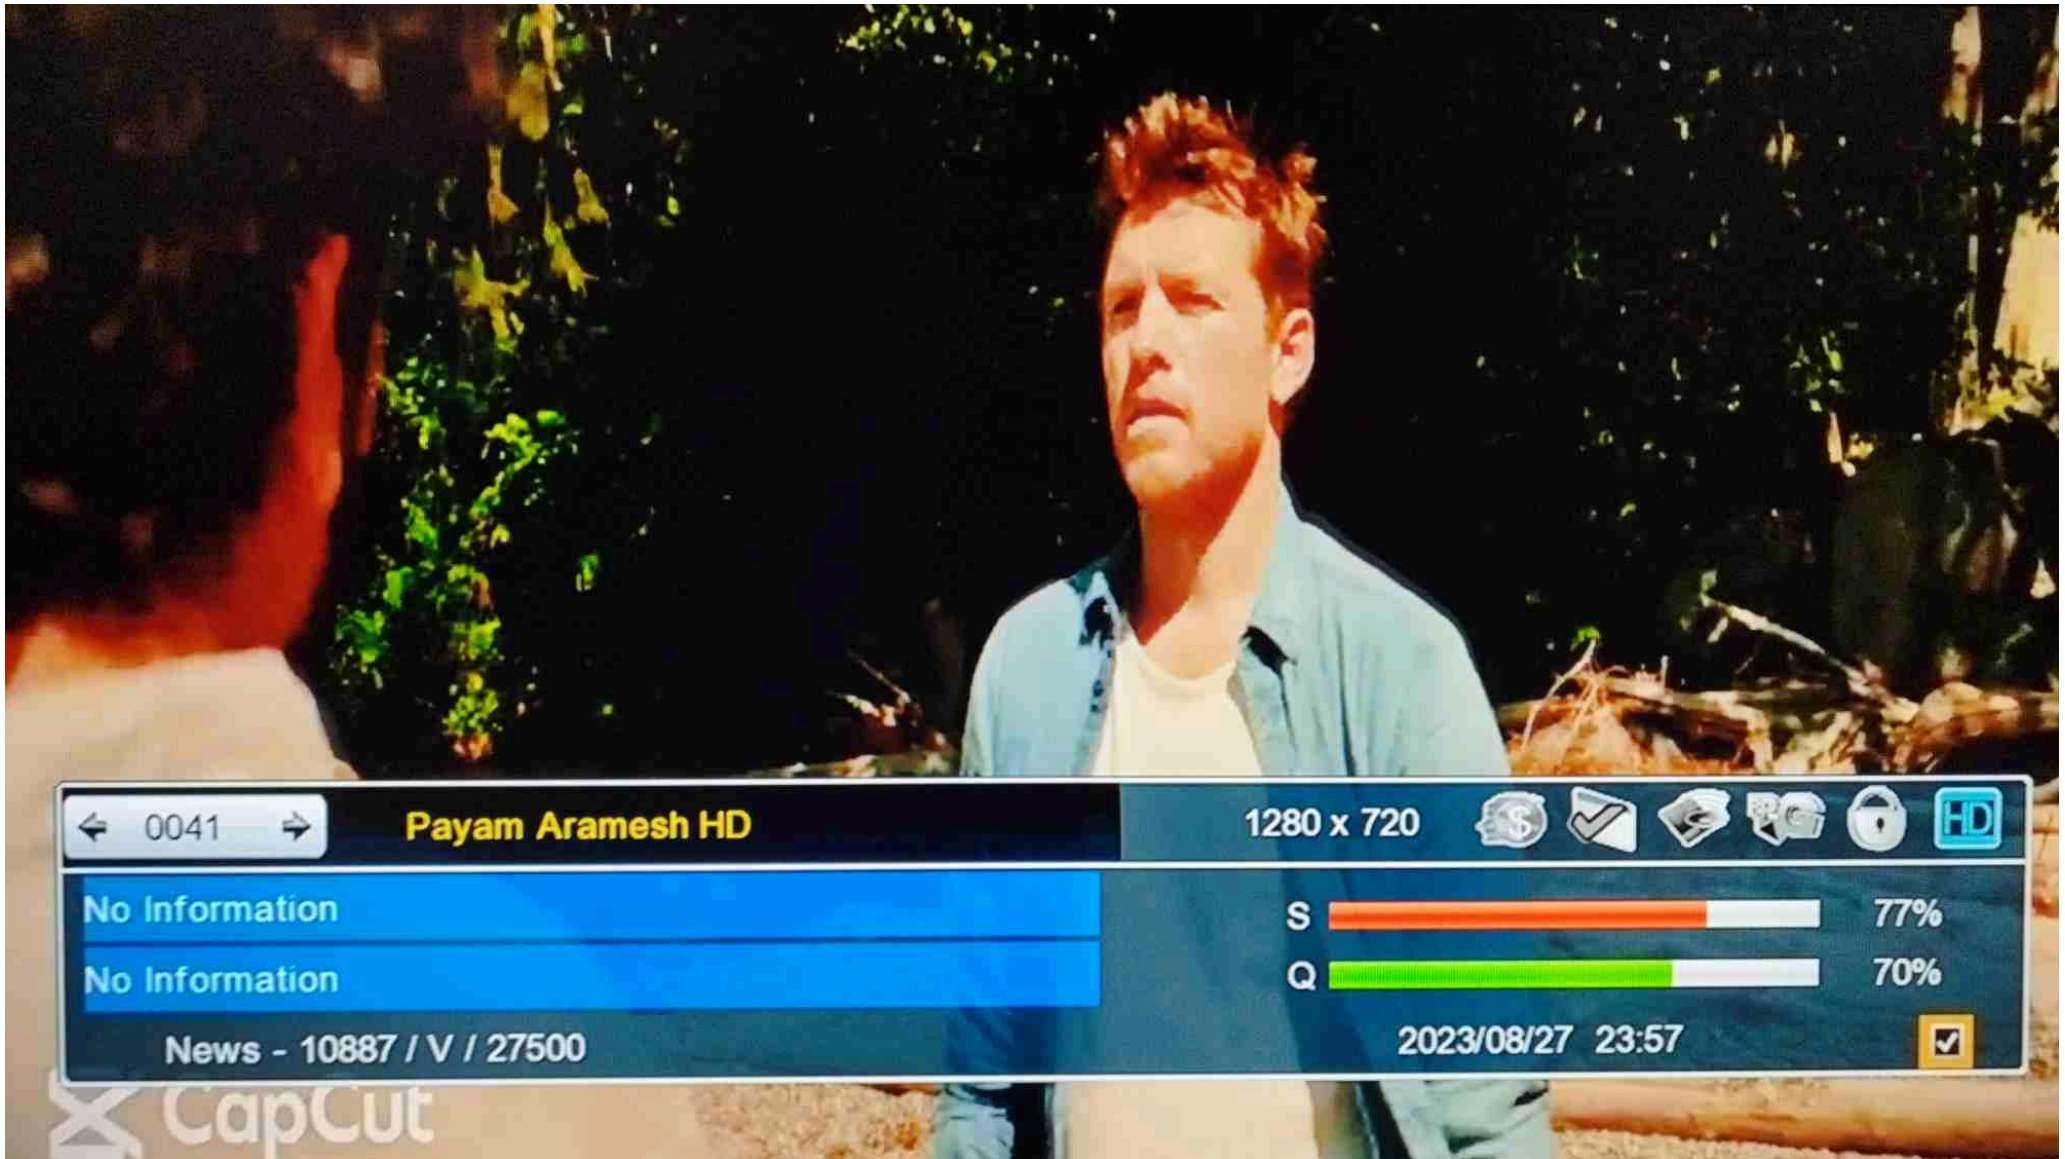 0041
Payam Aramesh HD
1280 x 720
HD
No Information
S
77%
No Information
Q
70%
News - 10887 / V / 27500
2023/08/27 23:57
CapCut